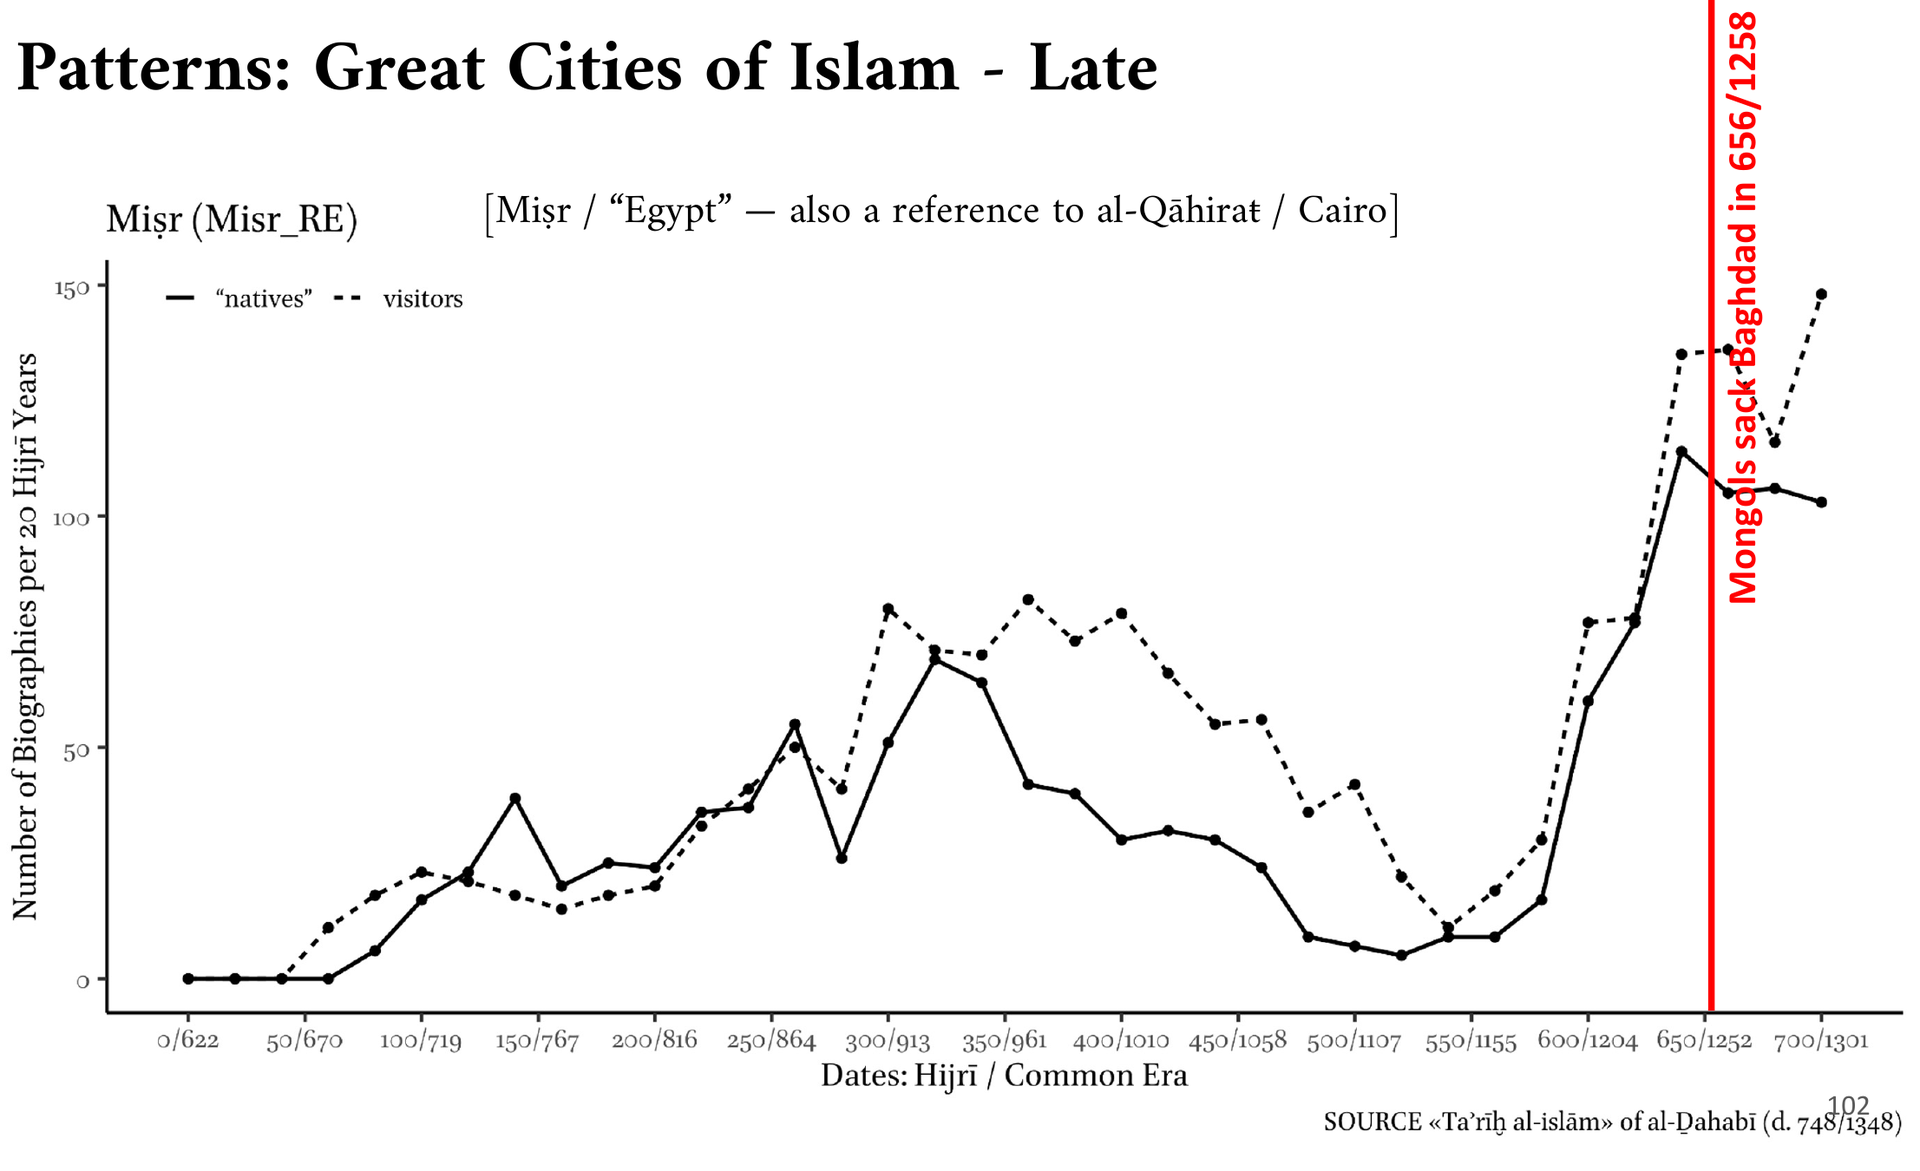 Patterns: Great Cities of Islam - Late
Miṣr (Misr_RE)
[Miṣr / “Egypt” — also a reference to al-Qāhiraŧ / Cairo]
“natives” visitors
Mongols sack Baghdad in 656/1258
Number of Biographies per 20 Hijrī Years
150
100
50
0
0/622 50/670 100/719 150/767 200/816 250/864 300/913 350/961 400/1010 450/1058 500/1107 550/1155 600/1204 650/1252 700/1301
Dates: Hijrī / Common Era
102
SOURCE «Taʾrīḫ al-islām» of al-Ḏahabī (d. 748/1348)